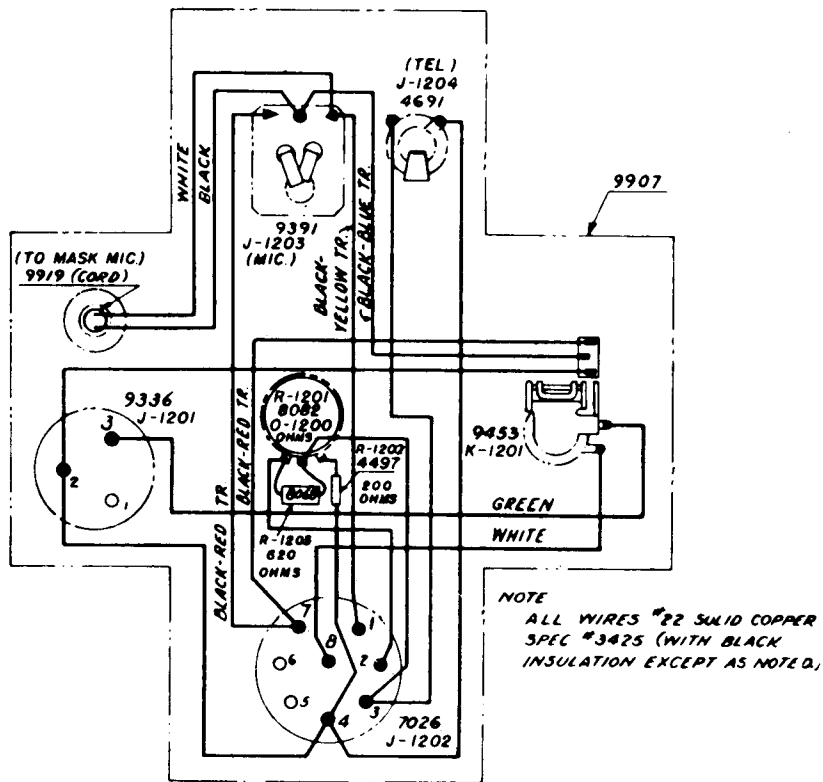 (TEL)
J-1204
4691
WHITE
BLACK
9907
9391
J-1203
(MIC.)
(TO MASK MIC.)
9919 (CORD)
BLACK-
YELLOW TR.
BLACK-BLUE TR.
9336
J-1201
3
2
1
R-1201
8082
0-1200
OHMS
BLACK-RED TR.
BLACK-RED TR.
9453
K-1201
4497
200
OHMS
620
OHMS
GREEN
WHITE
7
1
8
6
2
5
3
4
7026
J-1202
NOTE
ALL WIRES #22 SOLID COPPER
SPEC #3425 (WITH BLACK
INSULATION EXCEPT AS NOTED.)